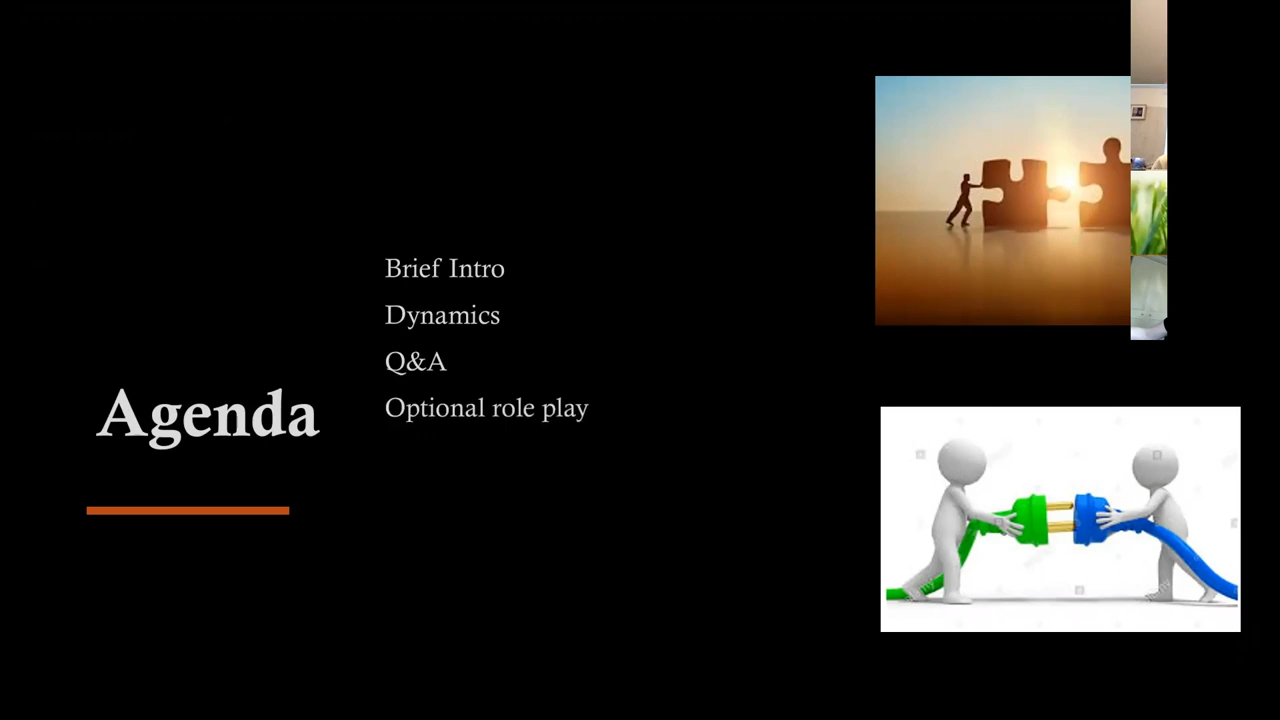 Agenda
Brief Intro
Dynamics
Q&A
Optional role play